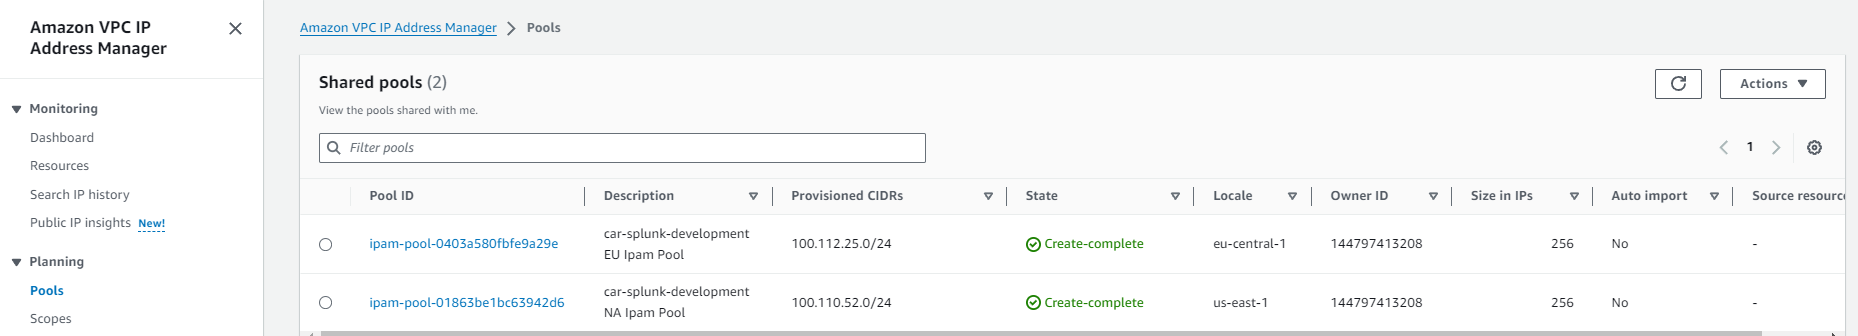 Amazon VPC IP
Address Manager
Monitoring
Dashboard
Resources
Search IP history
Public IP insights New!
Planning
Pools
Scopes
Amazon VPC IP Address Manager > Pools
Shared pools (2)
Actions
View the pools shared with me.
Filter pools
1
Pool ID Description Provisioned CIDRs State Locale Owner ID Size in IPs Auto import Source resourc
ipam-pool-0403a580fbfe9a29e car-splunk-development 100.112.25.0/24 Create-complete eu-central-1 144797413208 256 No -
EU Ipam Pool
ipam-pool-01863be1bc63942d6 car-splunk-development 100.110.52.0/24 Create-complete us-east-1 144797413208 256 No -
NA Ipam Pool